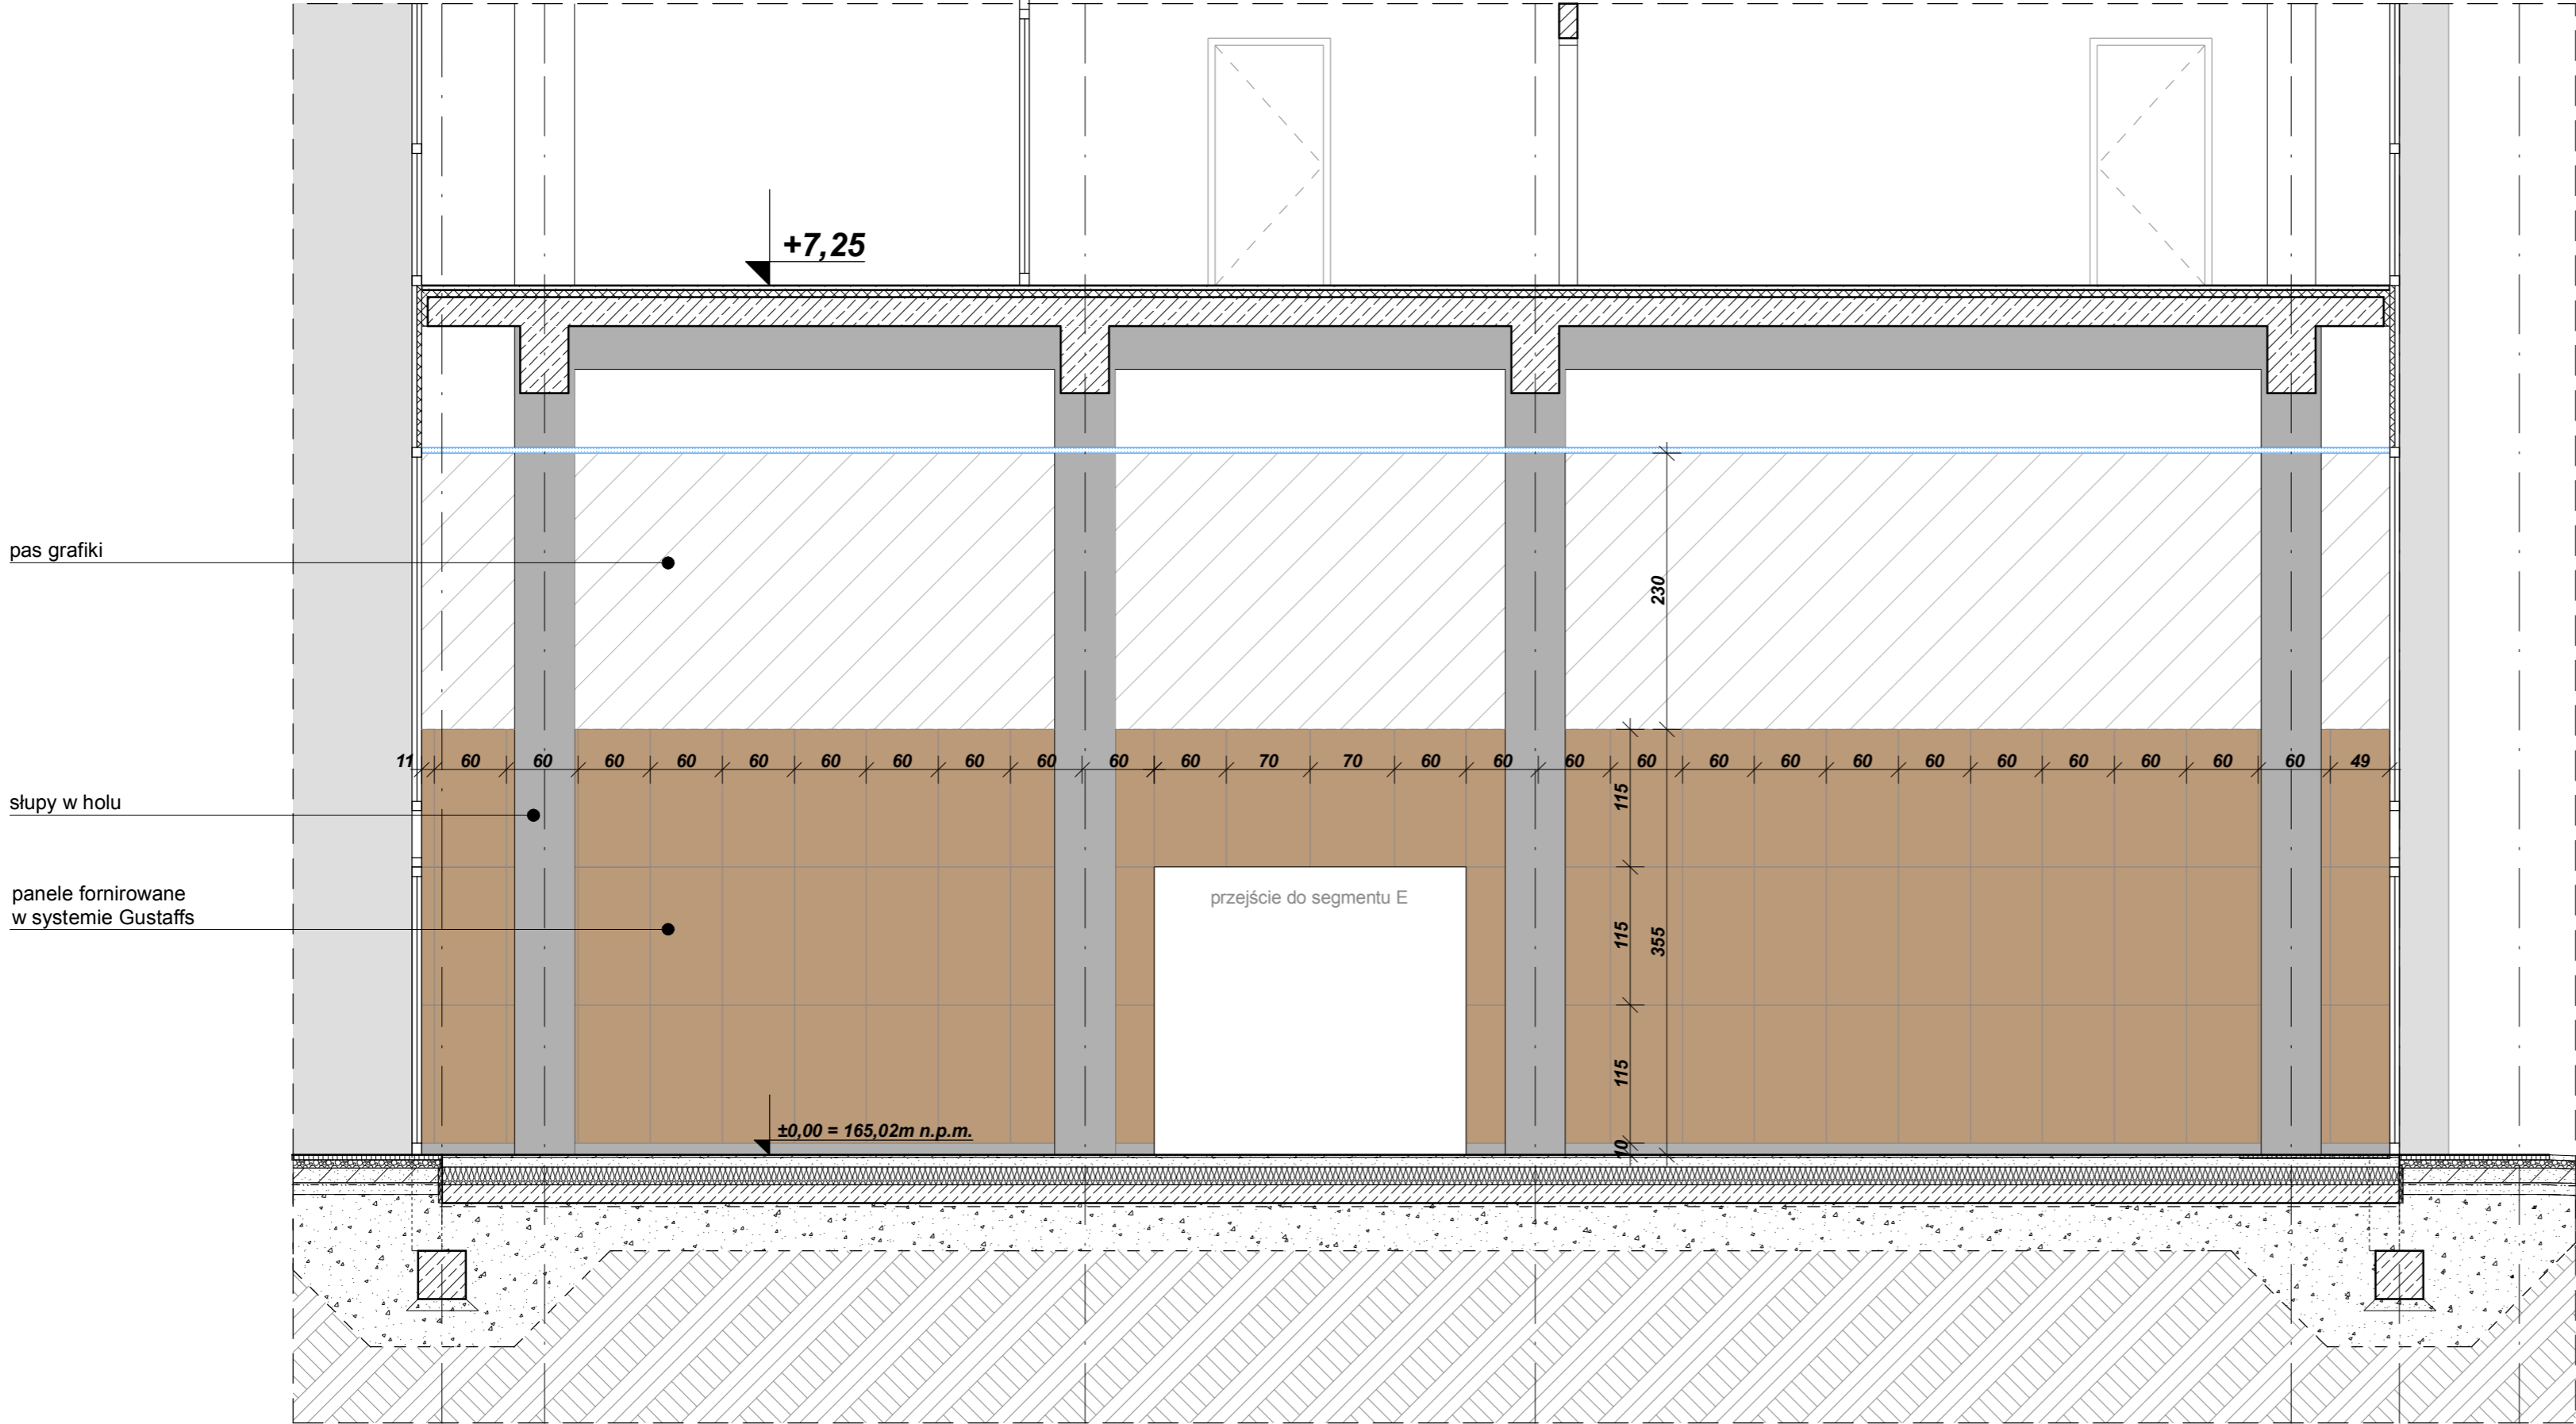 +7,25
pas grafiki
230
11 60 60 60 60 60 60 60 60 60 60 60 70 70 60 60 60 60 60 60 60 60 60 60 60 60 60 49
115
słupy w holu
panele fornirowane
w systemie Gustaffs
przejście do segmentu E
115
355
115
±0,00 = 165,02m n.p.m.
10